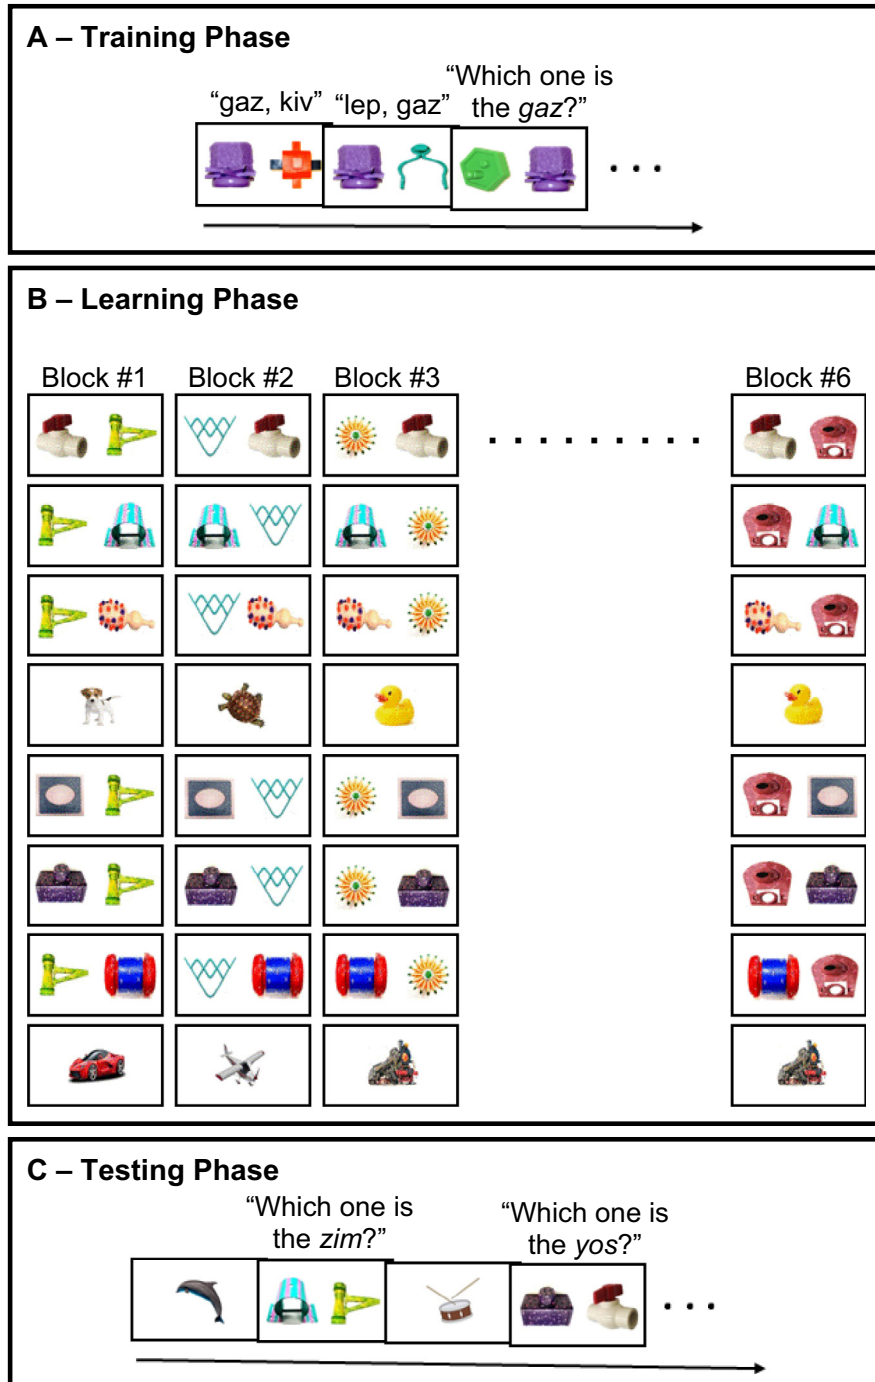 A – Training Phase
“Which one is
“gaz, kiv” “lep, gaz” the gaz?”
. . .
B – Learning Phase
Block #1 Block #2 Block #3 Block #6
. . . . . . . . .
C – Testing Phase
“Which one is “Which one is
the zim?” the yos?”
. . .